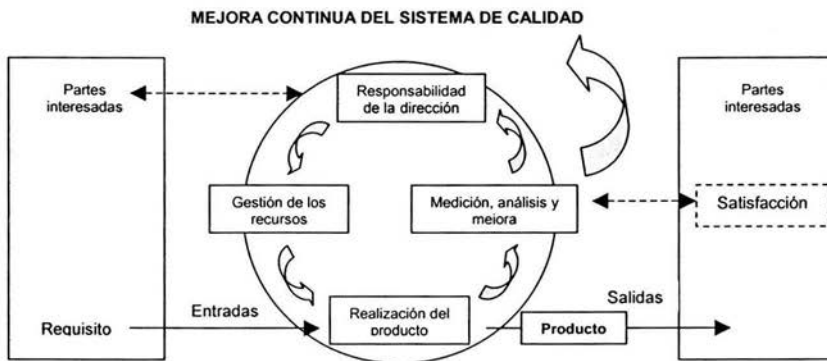 MEJORA CONTINUA DEL SISTEMA DE CALIDAD
Partes
interesadas
Responsabilidad
de la dirección
Partes
interesadas
Gestión de los
recursos
Medición, análisis y
mejora
Satisfacción
Requisito
Entradas
Realización del
producto
Producto
Salidas